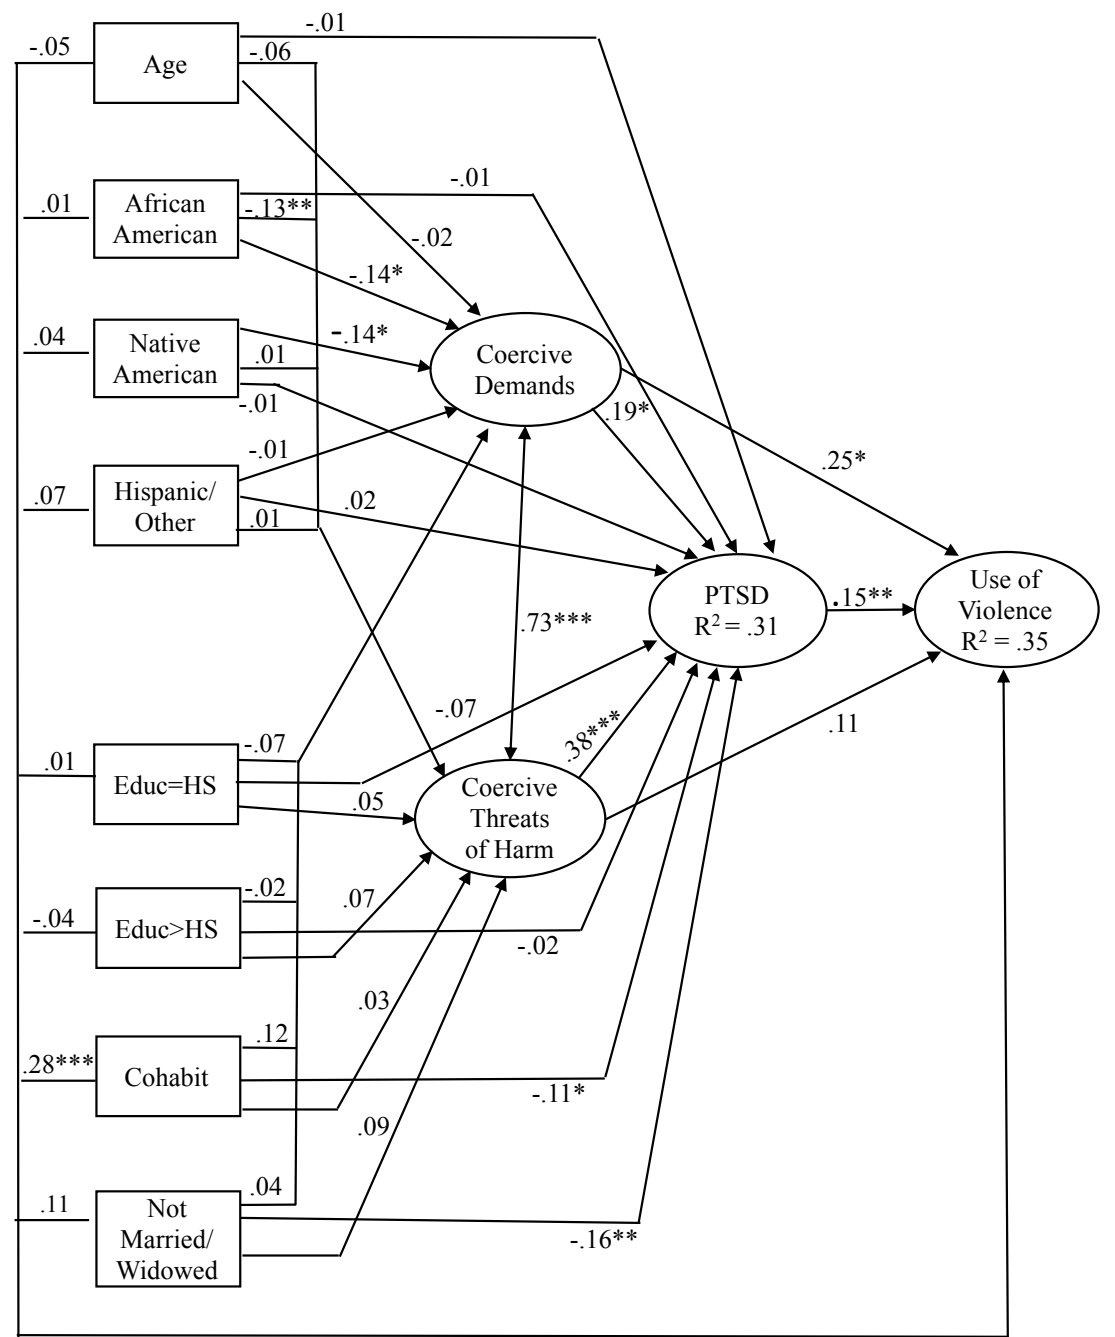 -.01
-.05
-.06
Age
-.01
.01
African
American
-.13**
-.02
-.14*
.04
Native
American
-.14*
.01
-.01
Coercive
Demands
.19*
.25*
-.01
.07
Hispanic/
Other
.02
.01
PTSD
R² = .31
.15**
Use of
Violence
R² = .35
.73***
-.07
.01
Educ=HS
-.07
.05
.38***
.11
Coercive
Threats
of Harm
-.04
Educ>HS
-.02
.07
-.02
.03
.28***
Cohabit
.12
-.11*
.09
.11
Not
Married/
Widowed
.04
-.16**